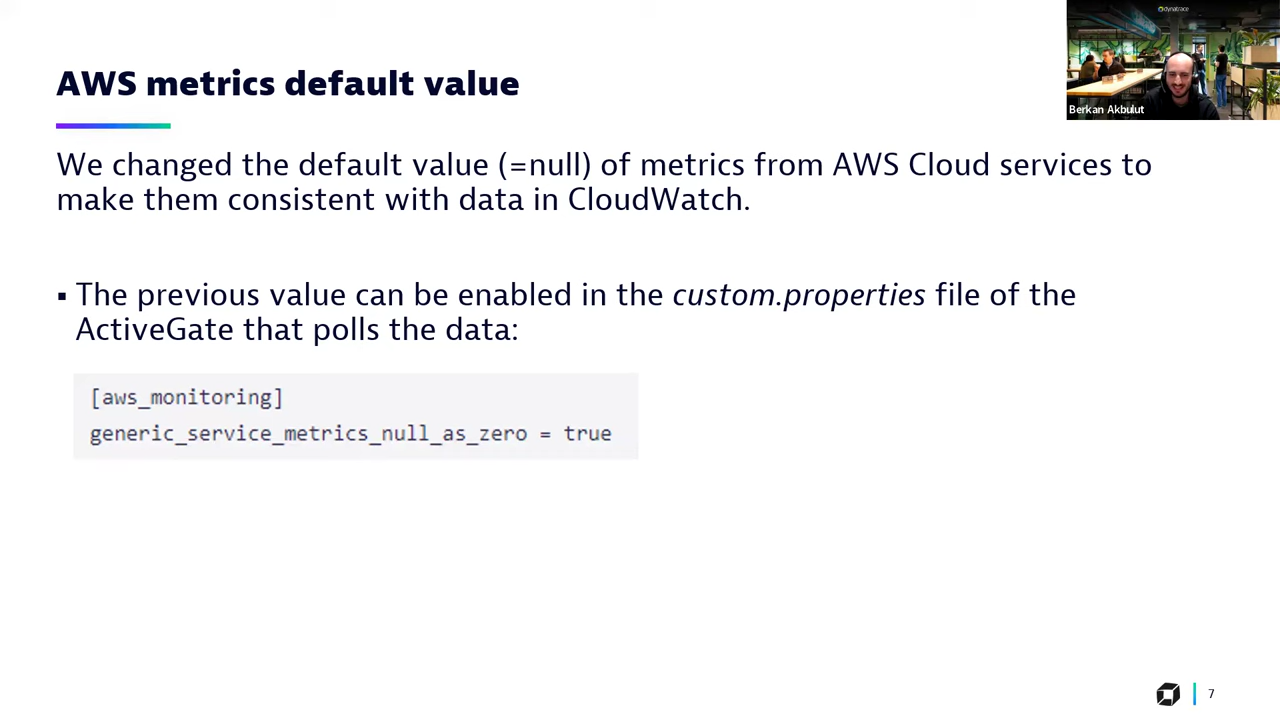 dynatrace
Berkan Akbulut
AWS metrics default value
We changed the default value (=null) of metrics from AWS Cloud services to
make them consistent with data in CloudWatch.
▪ The previous value can be enabled in the custom.properties file of the
ActiveGate that polls the data:
[aws_monitoring]
generic_service_metrics_null_as_zero = true
7